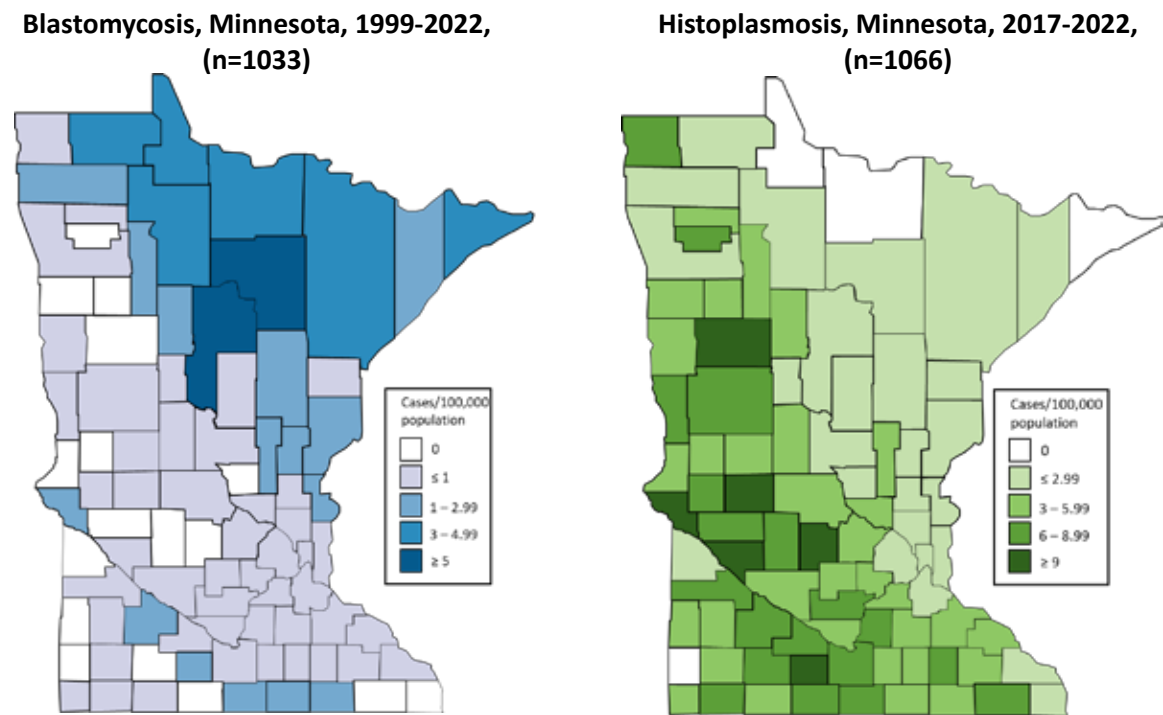 Blastomycosis, Minnesota, 1999-2022,
(n=1033)
Histoplasmosis, Minnesota, 2017-2022,
(n=1066)
Cases/100,000
population
0
≤ 1
1 – 2.99
3 – 4.99
≥ 5
Cases/100,000
population
0
≤ 2.99
3 – 5.99
6 – 8.99
≥ 9